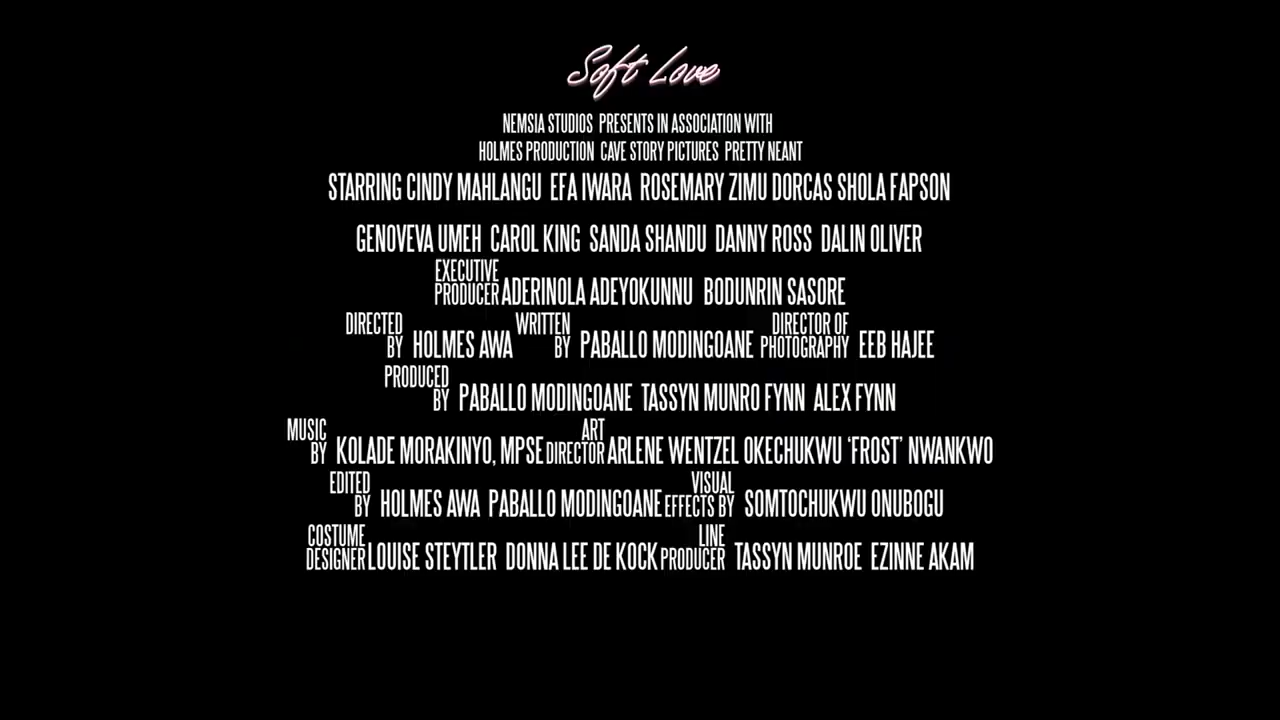 Soft Love
NEMSIA STUDIOS PRESENTS IN ASSOCIATION WITH
HOLMES PRODUCTION CAVE STORY PICTURES PRETTY NEANT
STARRING CINDY MAHLANGU EFA IWARA ROSEMARY ZIMU DORCAS SHOLA FAPSON
GENOVEVA UMEH CAROL KING SANDA SHANDU DANNY ROSS DALIN OLIVER
EXECUTIVE PRODUCER ADERINOLA ADEYOKUNNU BODUNRIN SASORE
DIRECTED BY HOLMES AWA WRITTEN BY PABALLO MODINGOANE DIRECTOR OF PHOTOGRAPHY EEB HAJEE
PRODUCED BY PABALLO MODINGOANE TASSYN MUNRO FYNN ALEX FYNN
MUSIC BY KOLADE MORAKINYO, MPSE ART DIRECTOR ARLENE WENTZEL OKECHUKWU ‘FROST’ NWANKWO
EDITED BY HOLMES AWA PABALLO MODINGOANE VISUAL EFFECTS BY SOMTOCHUKWU ONUBOGU
COSTUME DESIGNER LOUISE STEYTLER DONNA LEE DE KOCK LINE PRODUCER TASSYN MUNROE EZINNE AKAM